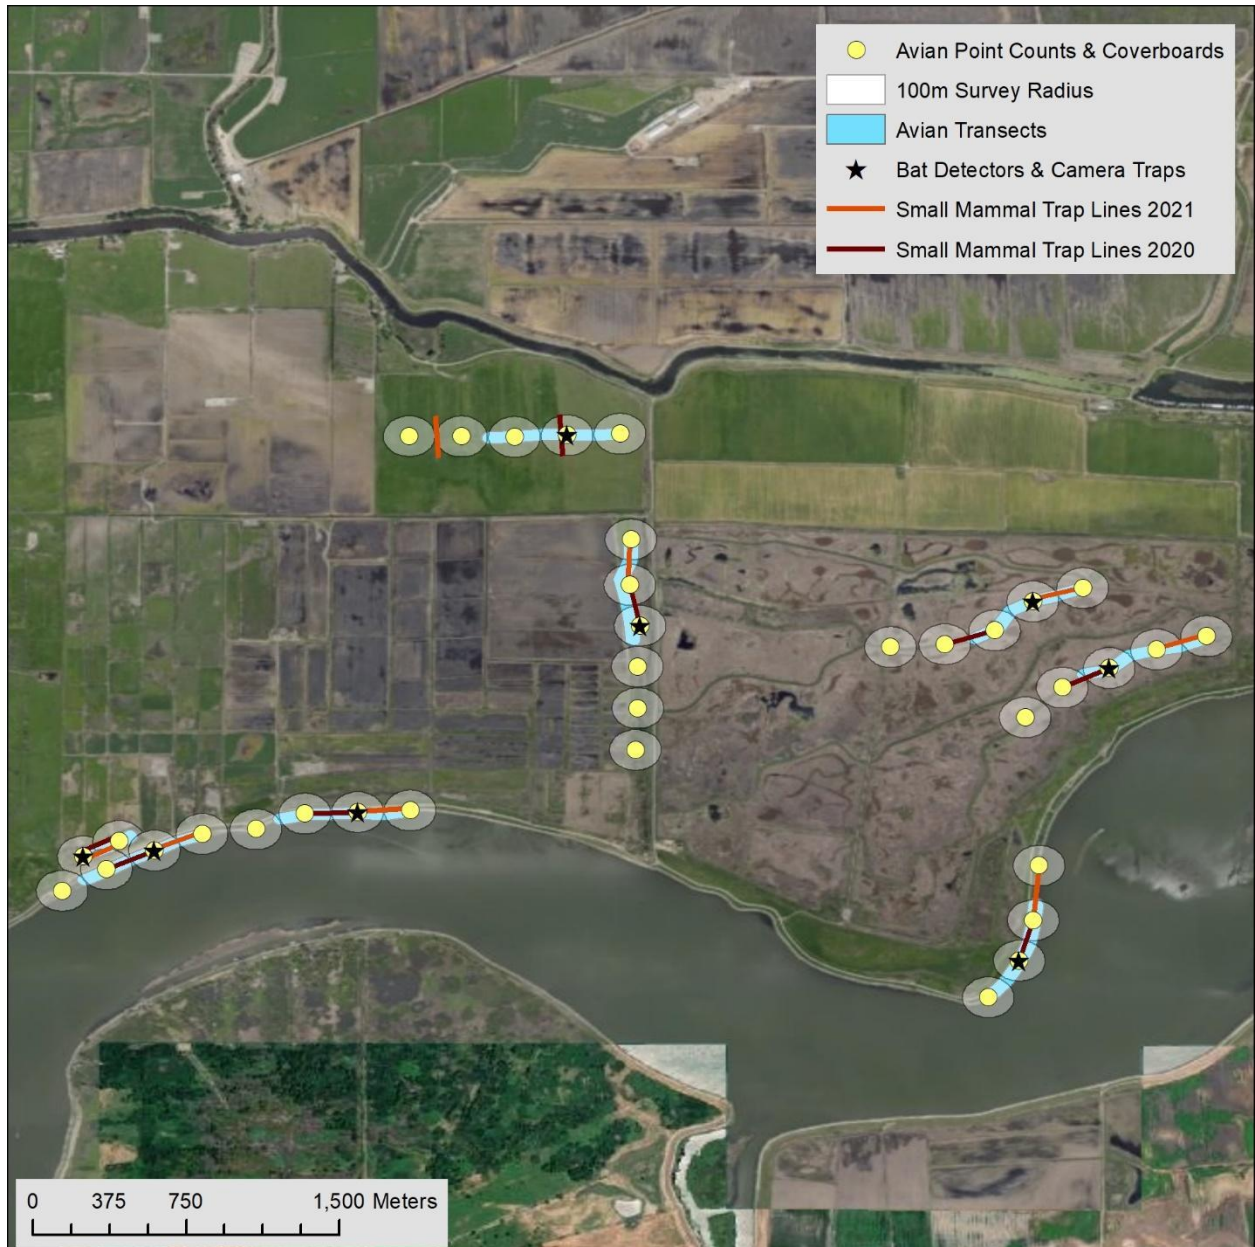 Avian Point Counts & Coverboards
100m Survey Radius
Avian Transects
Bat Detectors & Camera Traps
Small Mammal Trap Lines 2021
Small Mammal Trap Lines 2020
0 375 750 1,500 Meters